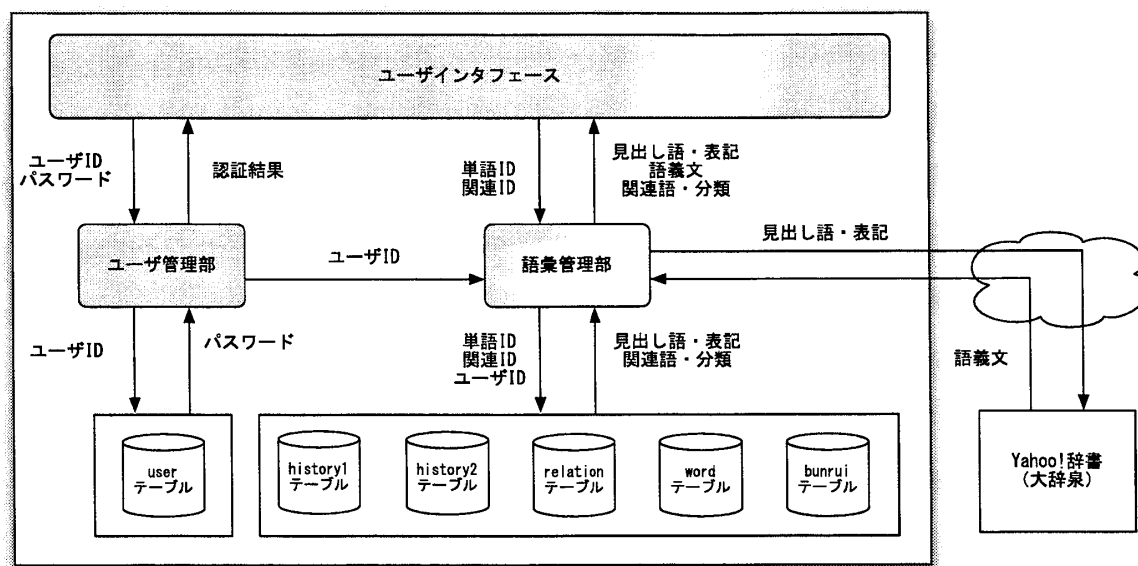 ユーザインタフェース
ユーザID
パスワード
認証結果
単語ID
関連ID
見出し語・表記
語義文
関連語・分類
ユーザ管理部
ユーザID
語彙管理部
見出し語・表記
ユーザID
パスワード
単語ID
関連ID
ユーザID
見出し語・表記
関連語・分類
語義文
user
テーブル
history1
テーブル
history2
テーブル
relation
テーブル
word
テーブル
bunrui
テーブル
Yahoo!辞書
(大辞泉)